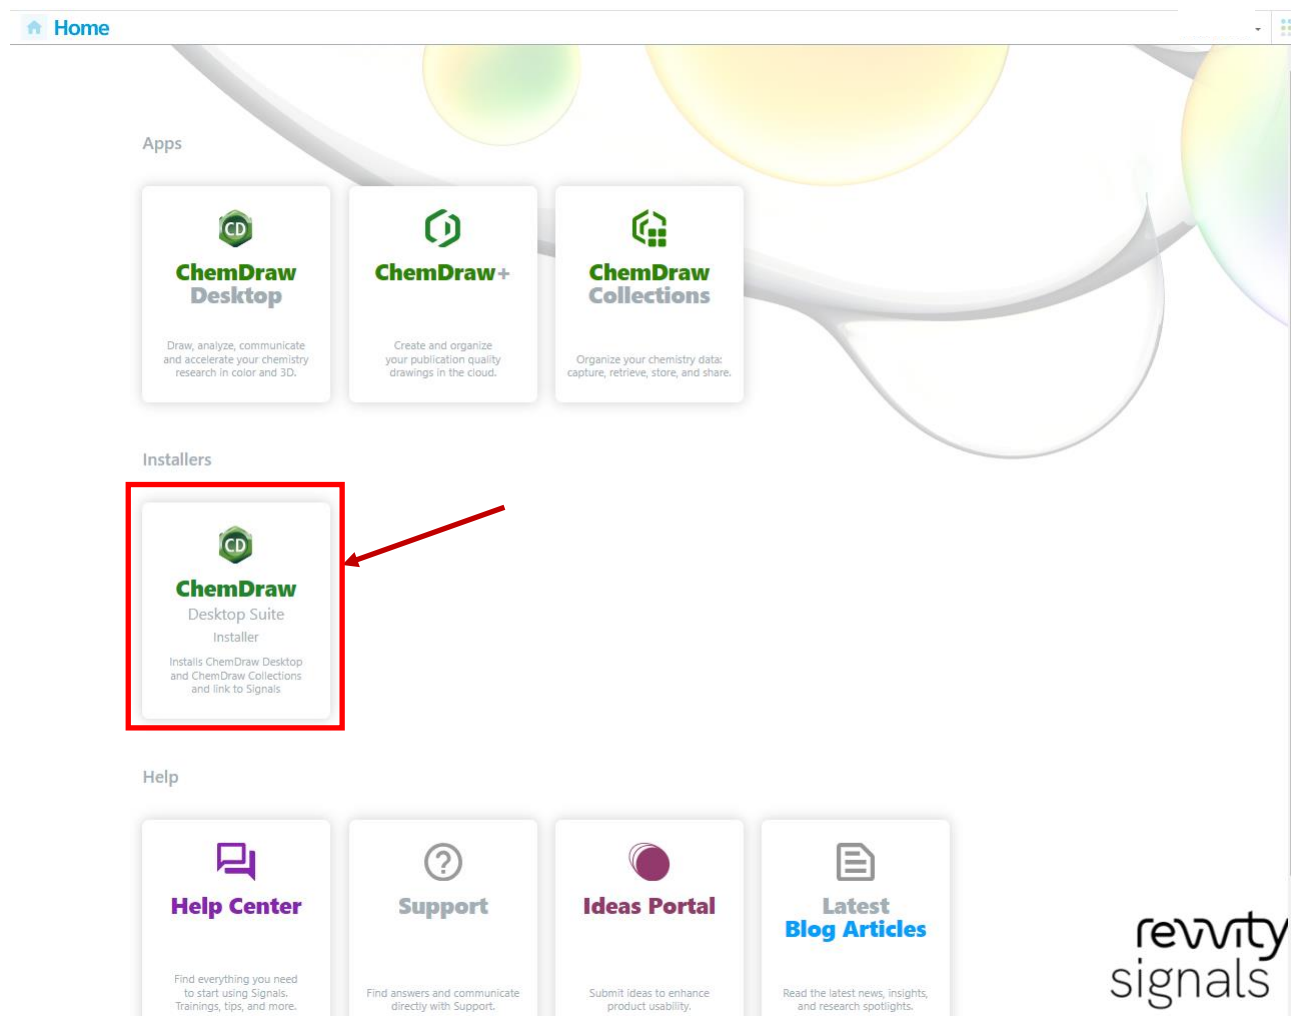 Home
Apps
CD
ChemDraw
Desktop
Draw, analyze, communicate
and accelerate your chemistry
research in color and 3D.
ChemDraw+
Create and organize
your publication quality
drawings in the cloud.
ChemDraw
Collections
Organize your chemistry data:
capture, retrieve, store, and share.
Installers
CD
ChemDraw
Desktop Suite
Installer
Installs ChemDraw Desktop
and ChemDraw Collections
and link to Signals
Help
Help Center
Find everything you need
to start using Signals.
Trainings, tips, and more.
Support
Find answers and communicate
directly with Support.
Ideas Portal
Submit ideas to enhance
product usability.
Latest
Blog Articles
Read the latest news, insights,
and research spotlights.
revvity
signals